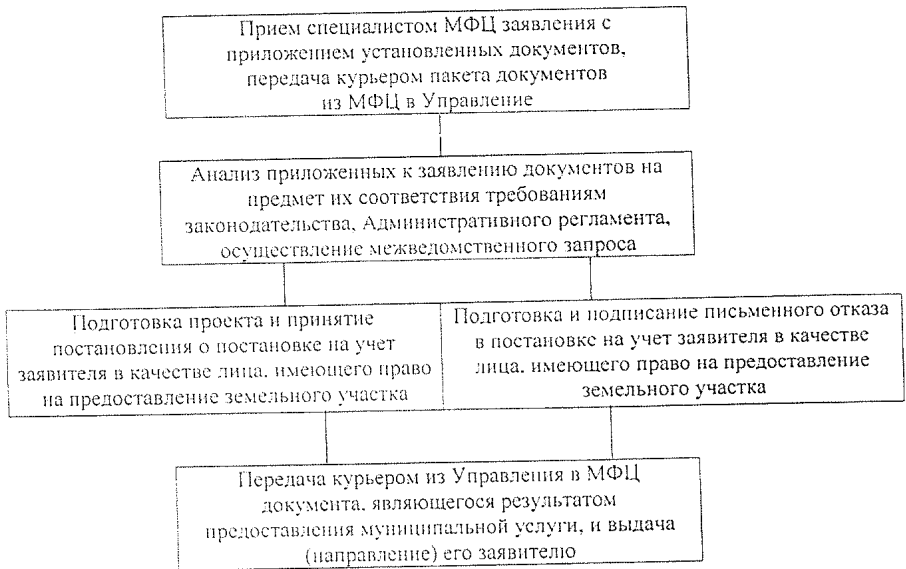 Прием специалистом МФЦ заявления с
приложением установленных документов,
передача курьером пакета документов
из МФЦ в Управление
Анализ приложенных к заявлению документов на
предмет их соответствия требованиям
законодательства, Административного регламента,
осуществление межведомственного запроса
Подготовка проекта и принятие
постановления о постановке на учет
заявителя в качестве лица, имеющего право
на предоставление земельного участка
Подготовка и подписание письменного отказа
в постановке на учет заявителя в качестве
лица, имеющего право на предоставление
земельного участка
Передача курьером из Управления в МФЦ
документа, являющегося результатом
предоставления муниципальной услуги, и выдача
(направление) его заявителю